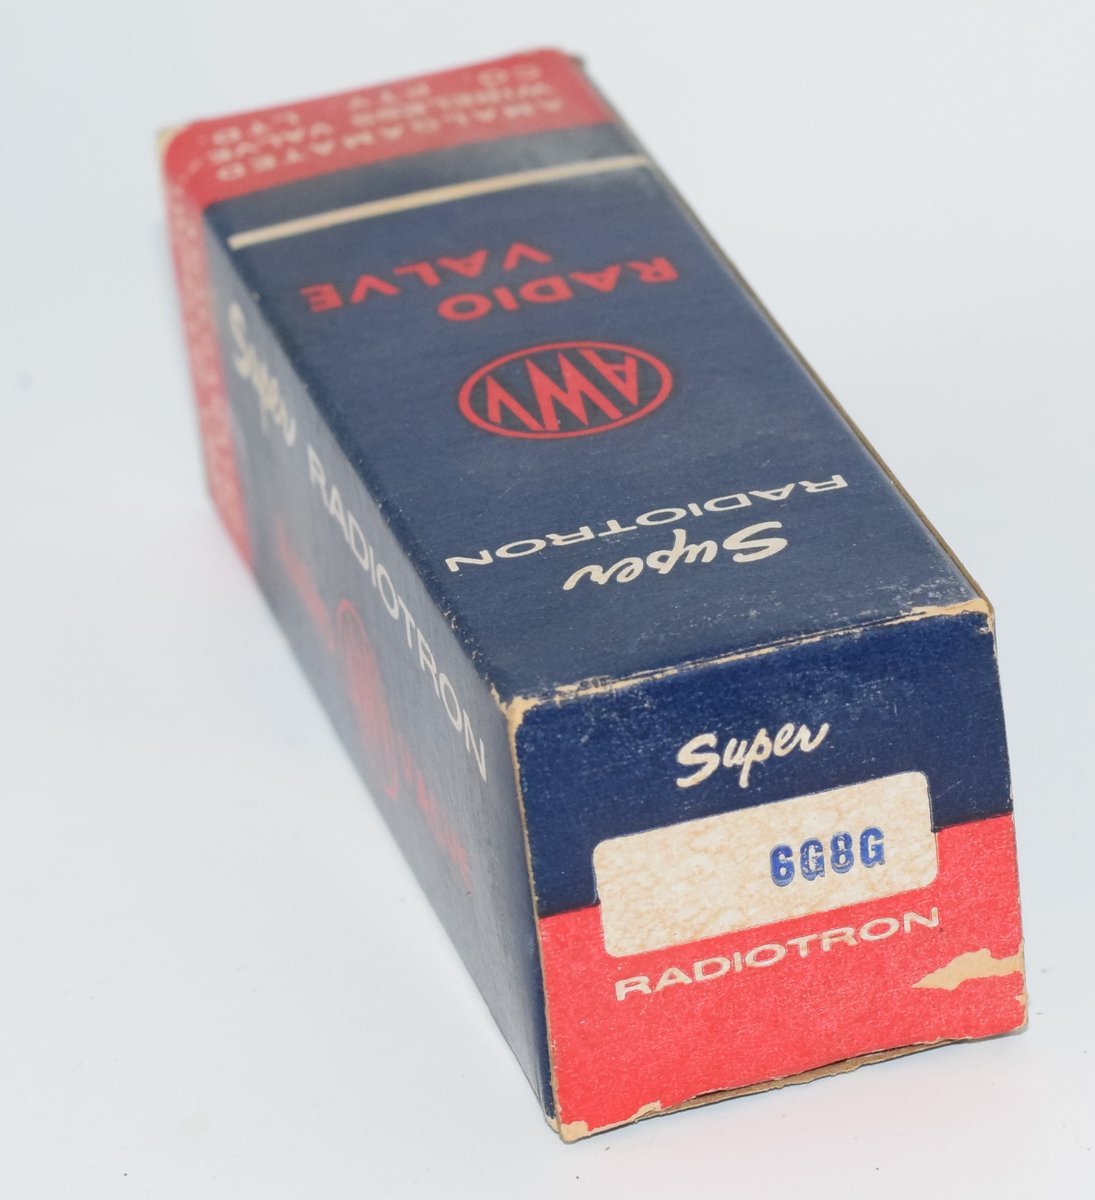 AMALGAMATED
WIRELESS VALVE
CO. PTY. LTD.
RADIO
VALVE
AWV
Super
RADIOTRON
Super RADIOTRON
Super
6G8G
RADIOTRON